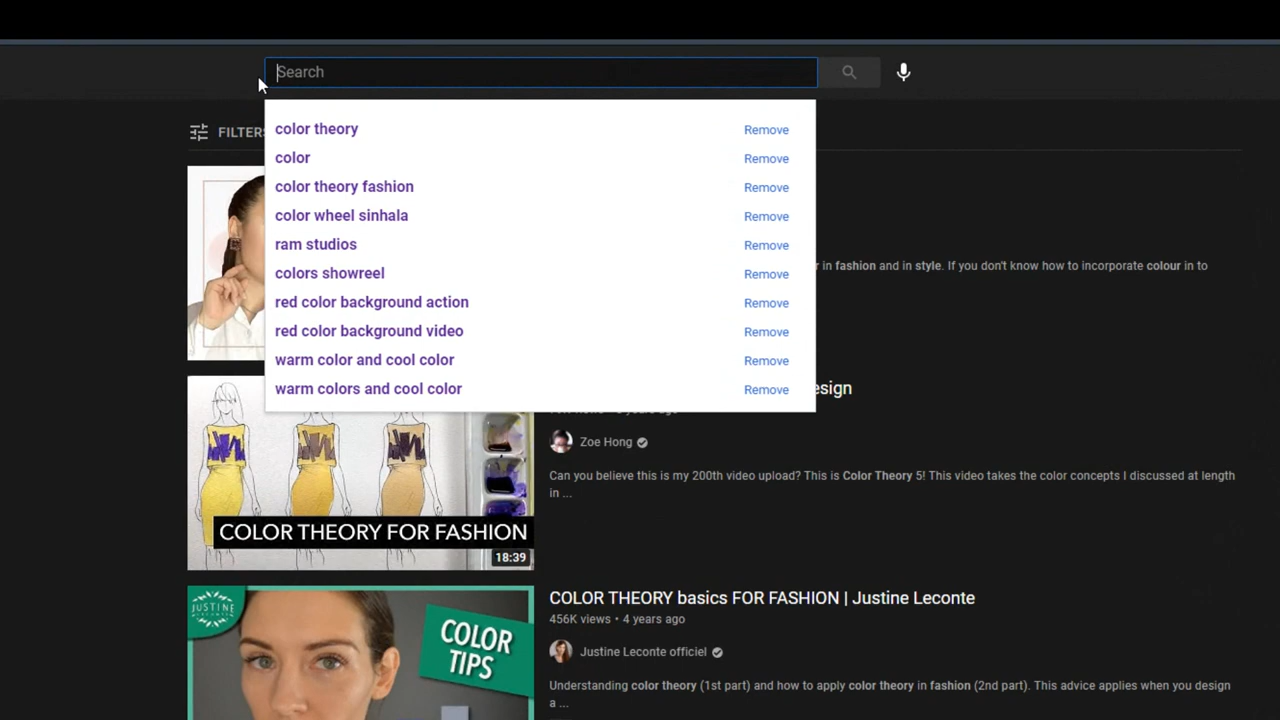 Search
FILTERS
color theory Remove
color Remove
color theory fashion Remove
color wheel sinhala Remove
ram studios Remove
colors showreel Remove
red color background action Remove
red color background video Remove
warm color and cool color Remove
warm colors and cool color Remove
in fashion and in style. If you don't know how to incorporate colour in to
esign
Zoe Hong
Can you believe this is my 200th video upload? This is Color Theory 5! This video takes the color concepts I discussed at length
in ...
COLOR THEORY FOR FASHION
18:39
COLOR THEORY basics FOR FASHION | Justine Leconte
456K views • 4 years ago
Justine Leconte officiel
Understanding color theory (1st part) and how to apply color theory in fashion (2nd part). This advice applies when you design
a ...
JUSTINE
LECONTE
COLOR
TIPS